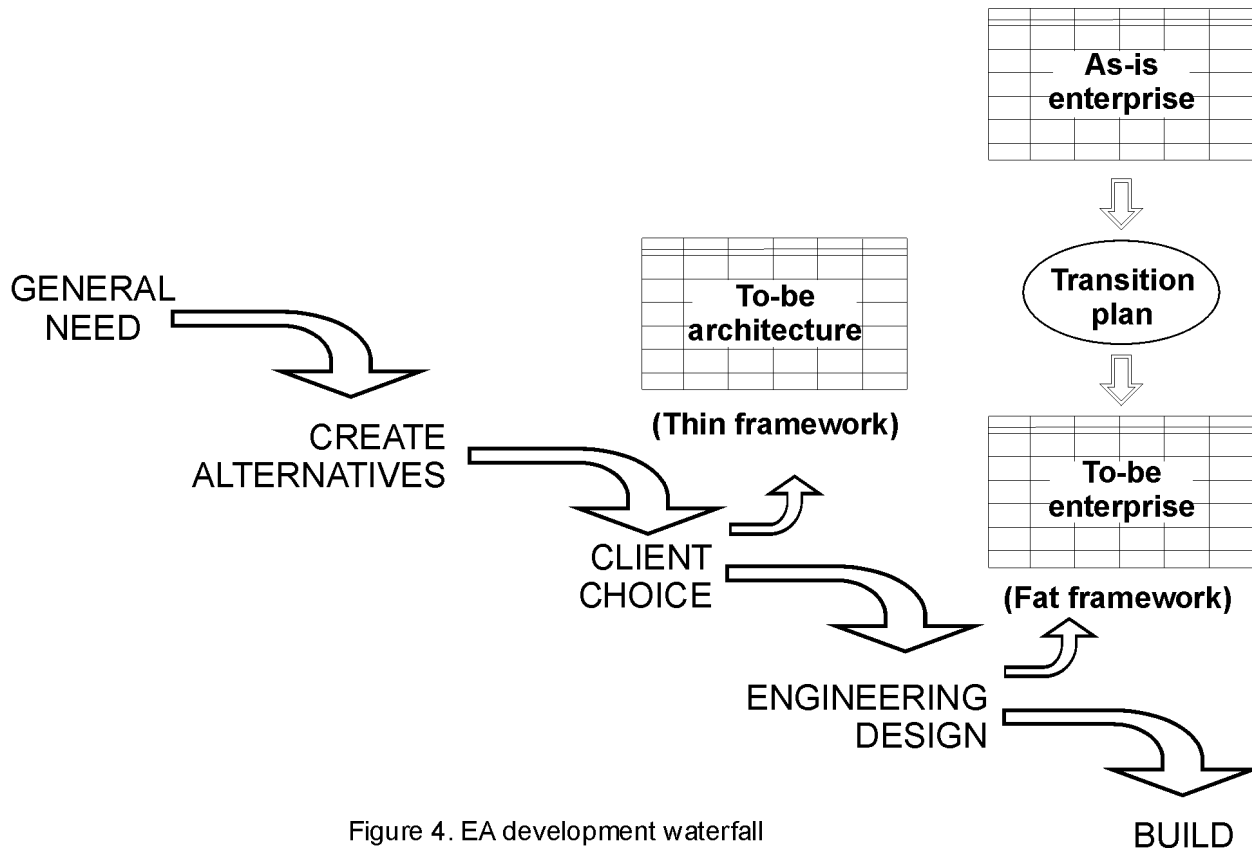 As-is
enterprise
Transition
plan
GENERAL
NEED
To-be
architecture
(Thin framework)
CREATE
ALTERNATIVES
To-be
enterprise
(Fat framework)
CLIENT
CHOICE
ENGINEERING
DESIGN
BUILD
Figure 4. EA development waterfall